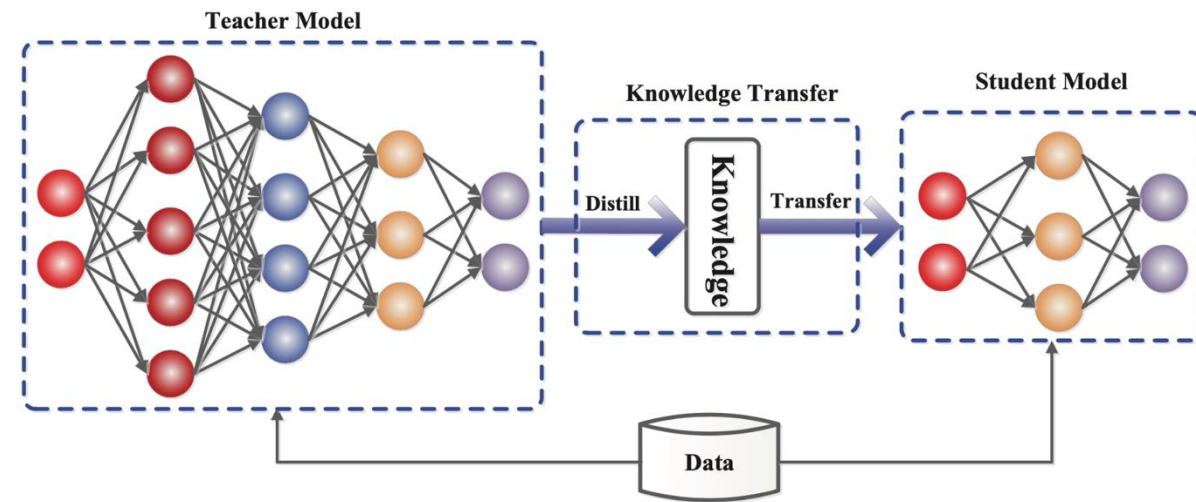 Teacher Model
Knowledge Transfer
Student Model
Distill
Knowledge
Transfer
Data